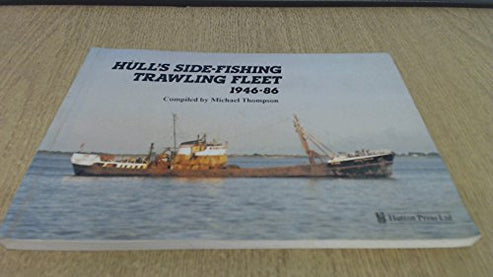 HULL'S SIDE-FISHING
TRAWLING FLEET
1946-86
Compiled by Michael Thompson
Hutton Press Ltd